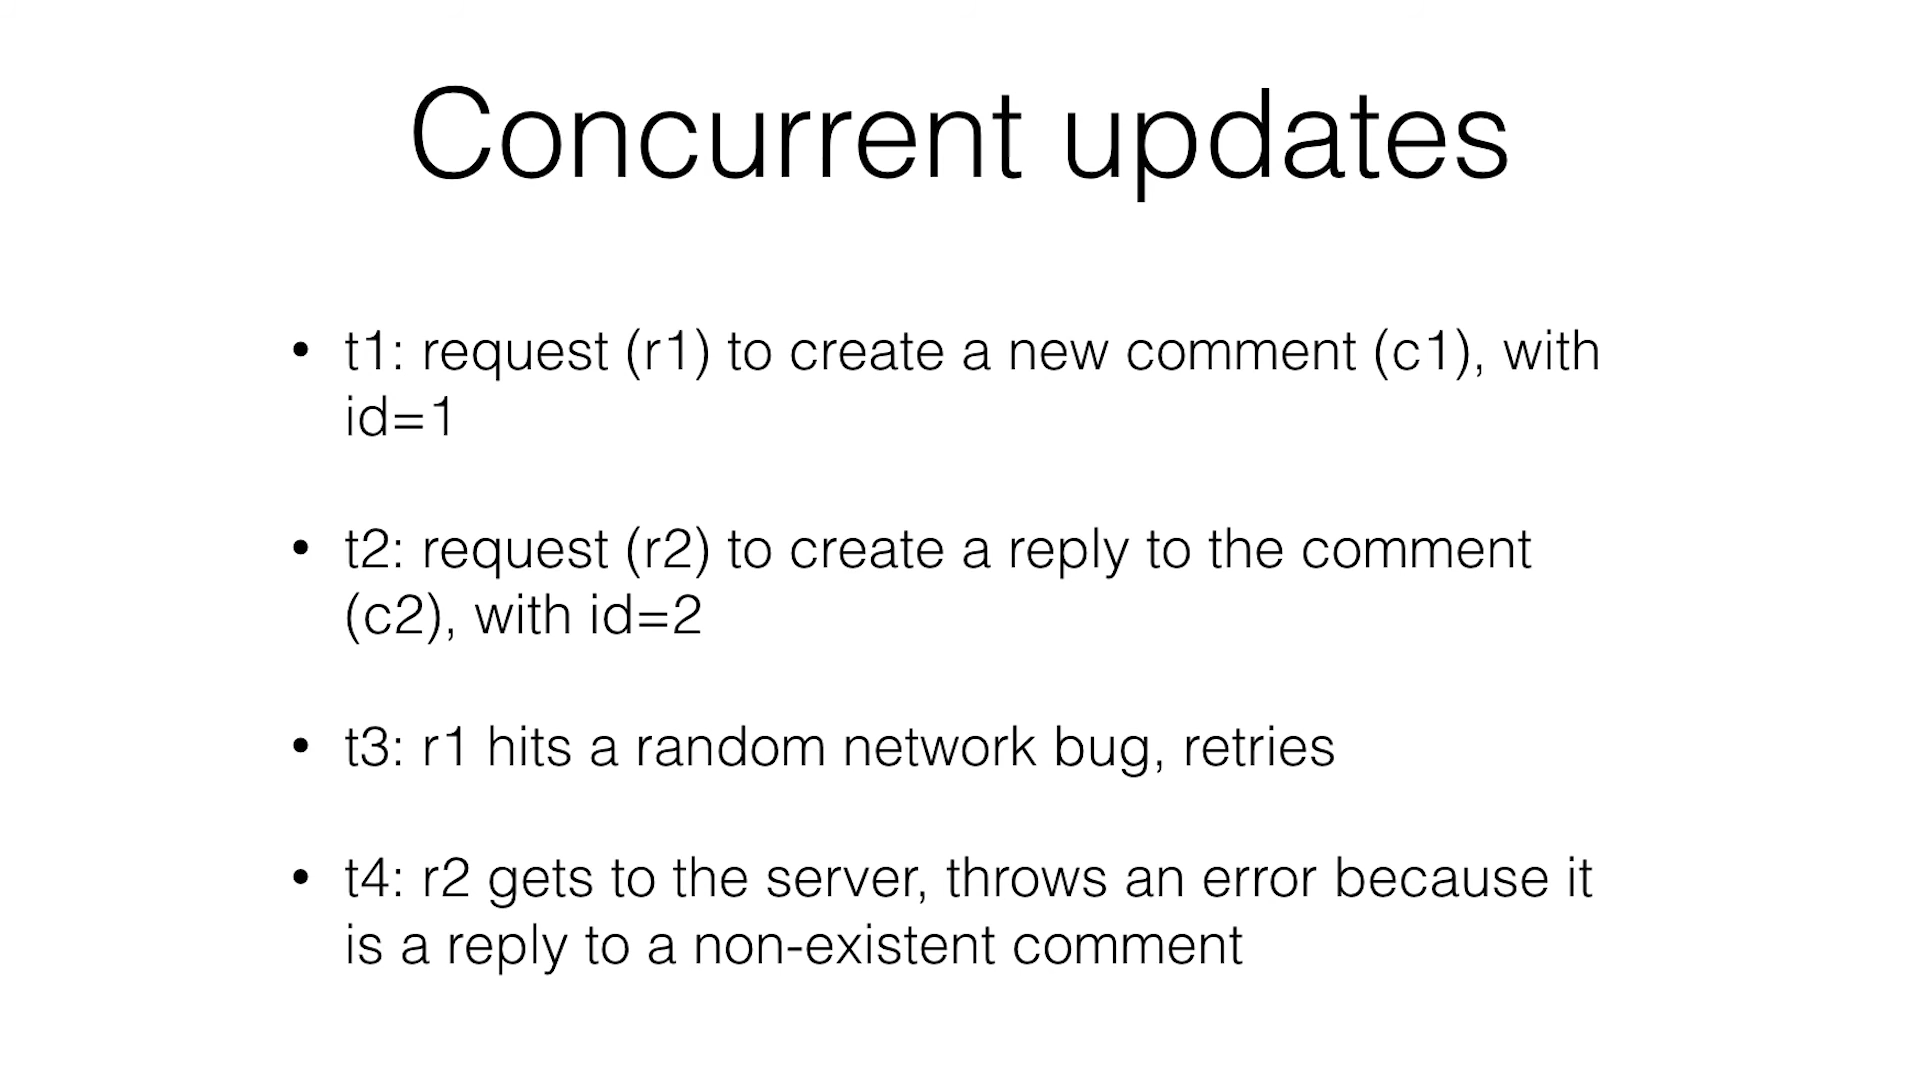 Concurrent updates
• t1: request (r1) to create a new comment (c1), with
id=1
• t2: request (r2) to create a reply to the comment
(c2), with id=2
• t3: r1 hits a random network bug, retries
• t4: r2 gets to the server, throws an error because it
is a reply to a non-existent comment